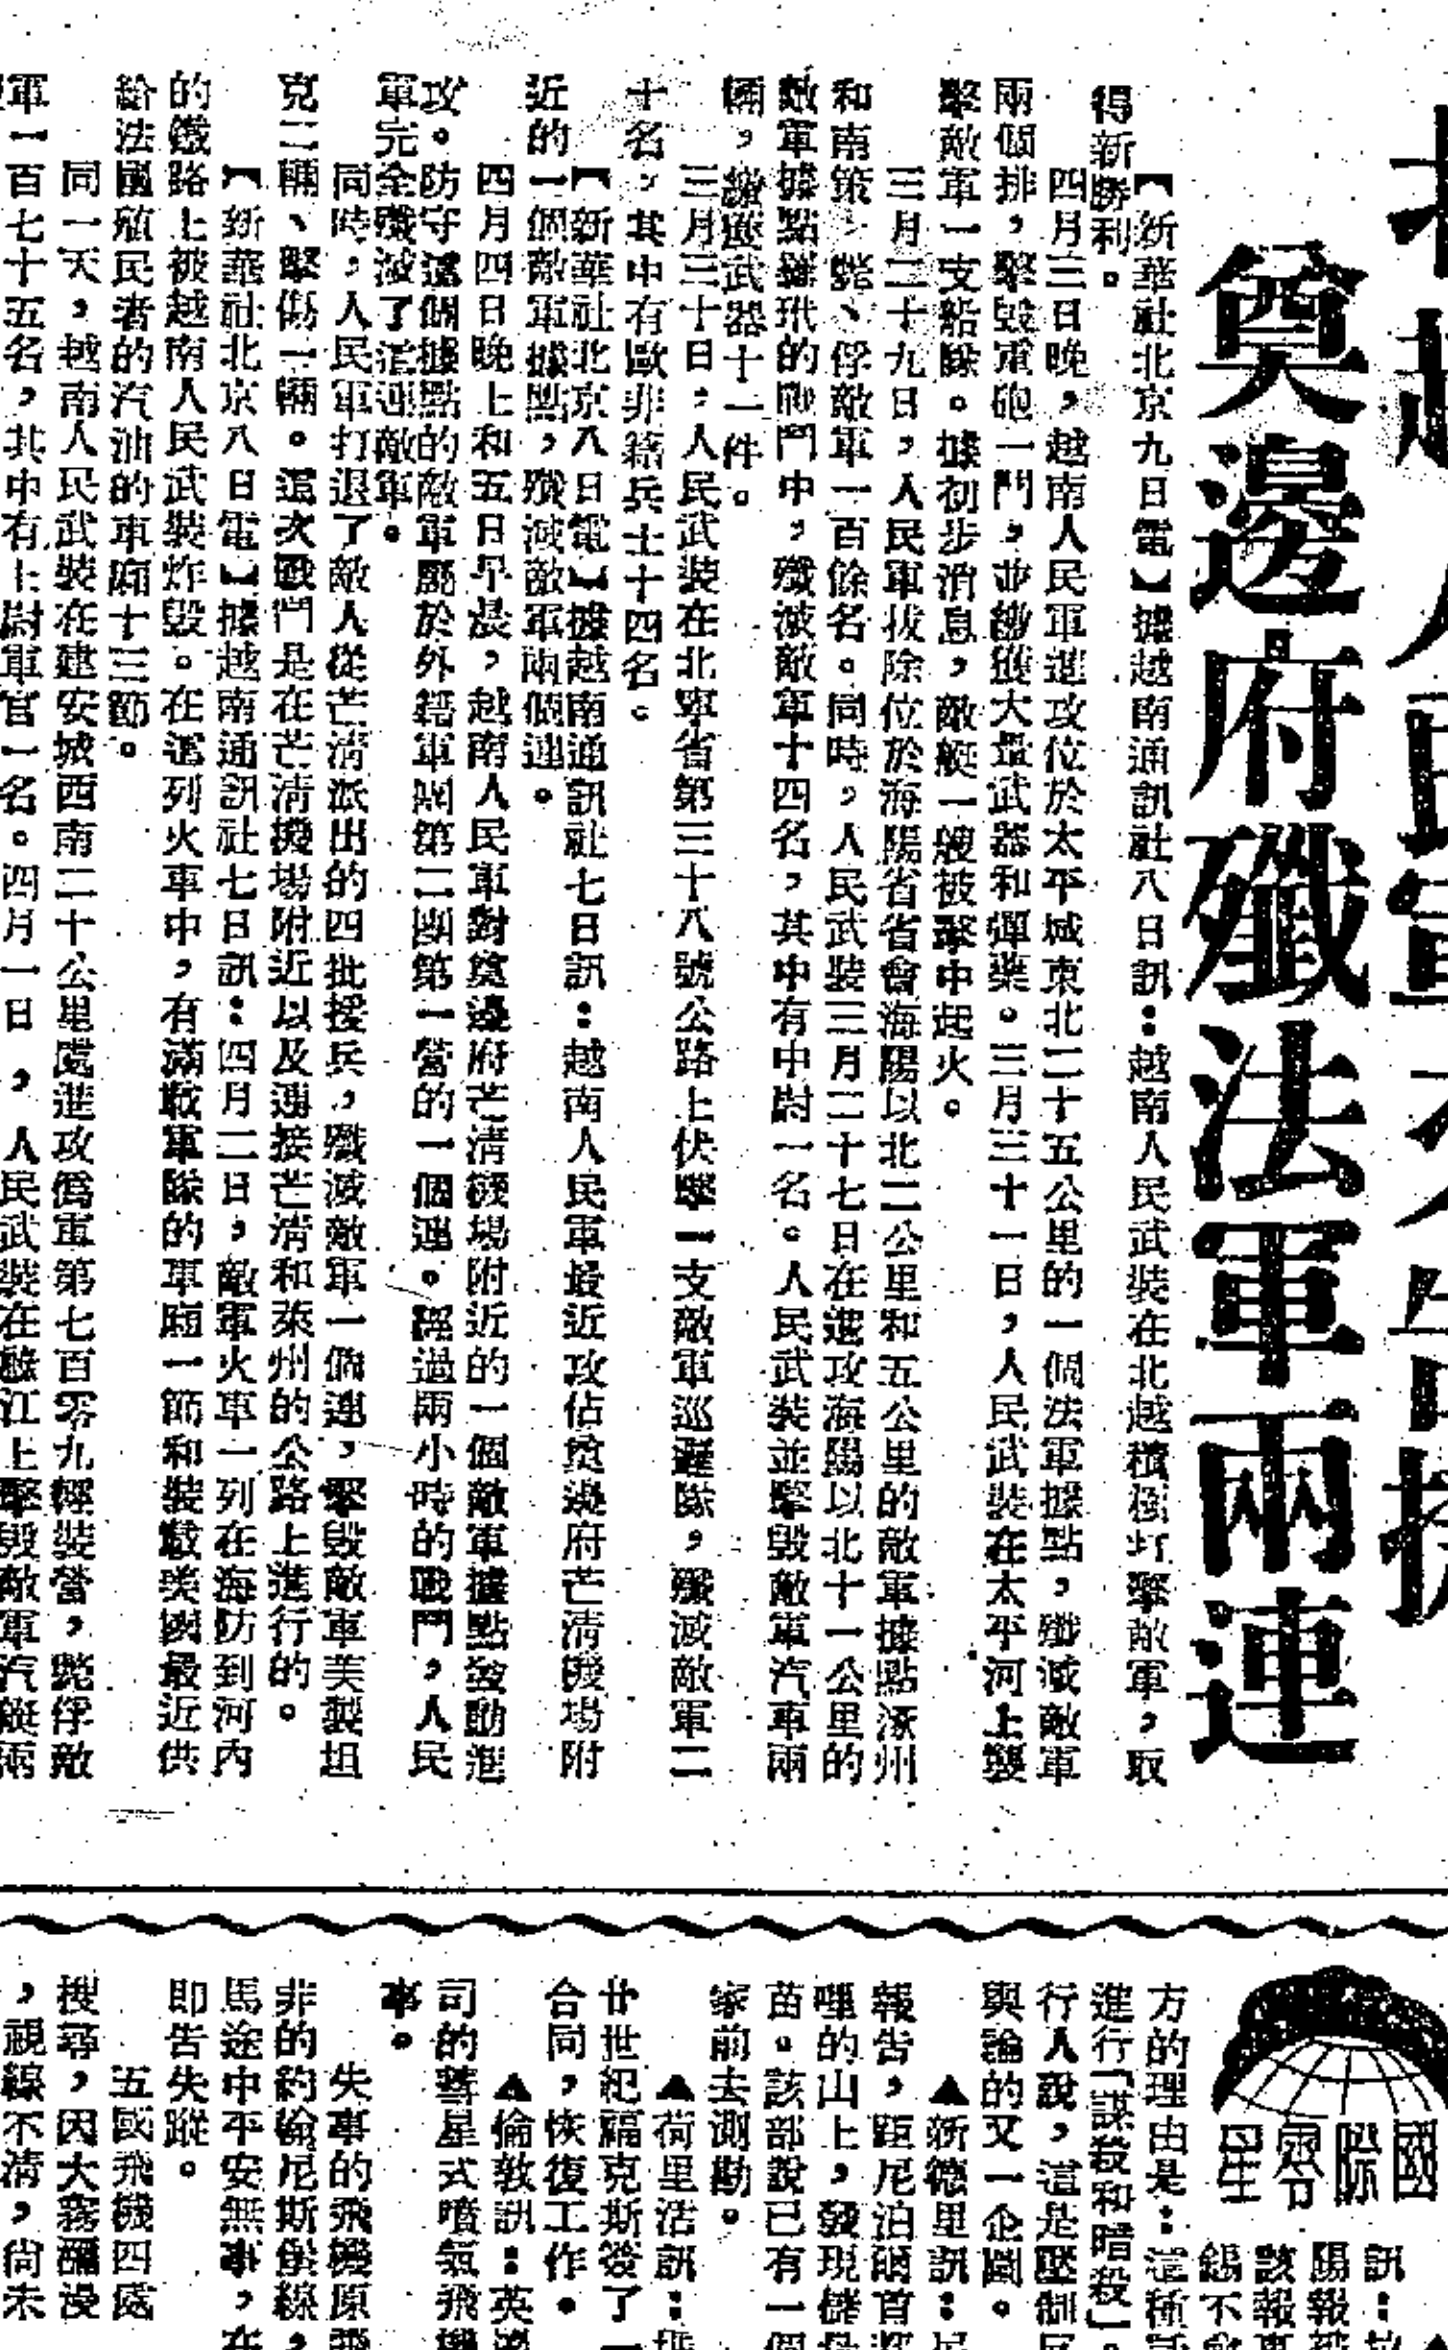 奠邊府殲法軍兩連
【新華社北京九日電】據越南通訊社八日訊：越南人民武裝在北越積極打擊敵軍，取
得新勝利。
四月三日晚，越南人民軍進攻位於太平城東北二十五公里的一個法軍據點，殲滅敵軍
兩個排，擊毀軍砲一門，並繳獲大量武器和彈藥。三月三十一日，人民武裝在太平河上襲
擊敵軍一支船隊。據初步消息，敵艇一艘被擊中起火。
三月二十九日，人民軍拔除位於海陽省省會海陽以北二公里和五公里的敵軍據點涿州
和南策，斃、俘敵軍一百餘名。同時，人民武裝三月二十七日在進攻海陽以北十一公里的
敵軍據點羅玳的戰鬥中，殲滅敵軍十四名，其中有中尉一名。人民武裝並擊毀敵軍汽車兩
輛，繳獲武器十一件。
三月三十日，人民武裝在北寧省第三十八號公路上伏擊一支敵軍巡邏隊，殲滅敵軍二
十名，其中有歐非籍兵士十四名。
【新華社北京八日電】據越南通訊社七日訊：越南人民軍最近攻佔奠邊府芒清機場附
近的一個敵軍據點，殲滅敵軍兩個連。
四月四日晚上和五日早晨，越南人民軍對奠邊府芒清機場附近的一個敵軍據點發動進
攻。防守這個據點的敵軍屬於外籍軍團第二團第一營的一個連。經過兩小時的戰鬥，人民
軍完全殲滅了這連敵軍。
同時，人民軍打退了敵人從芒清派出的四批援兵，殲滅敵軍一個連，擊毀敵軍美製坦
克二輛、擊傷一輛。這次戰鬥是在芒清機場附近以及連接芒清和萊州的公路上進行的。
【新華社北京八日電】據越南通訊社七日訊：四月二日，敵軍火車一列在海防到河內
的鐵路上被越南人民武裝炸毀。在這列火車中，有滿載軍隊的車廂一節和裝載美國最近供
給法國殖民者的汽油的車廂十三節。
同一天，越南人民武裝在建安城西南二十公里處進攻僞軍第七百零九輕裝營，斃俘敵
軍一百七十五名，其中有上尉軍官一名。四月一日，人民武裝在 江上擊毀敵軍汽艇兩
國際零星
訊：
該報
錫不
方的理由是：這種
進行「謀殺和暗殺」。
行人說，這是壓制
輿論的又一企圖。
▲新德里訊：尼
報告，距尼泊爾首
喱的山上，發現儲
苗。該部說已有一個
家前去測勘。
▲荷里活訊：
廿世紀福克斯簽了一
合同，恢復工作。
▲倫敦訊：英
司的彗星式噴氣飛機
事。
失事的飛機原
非的約翰尼斯堡線，
馬途中平安無事，在
即告失蹤。
五國飛機四處
搜尋，因大霧瀰漫
，視線不清，尙未